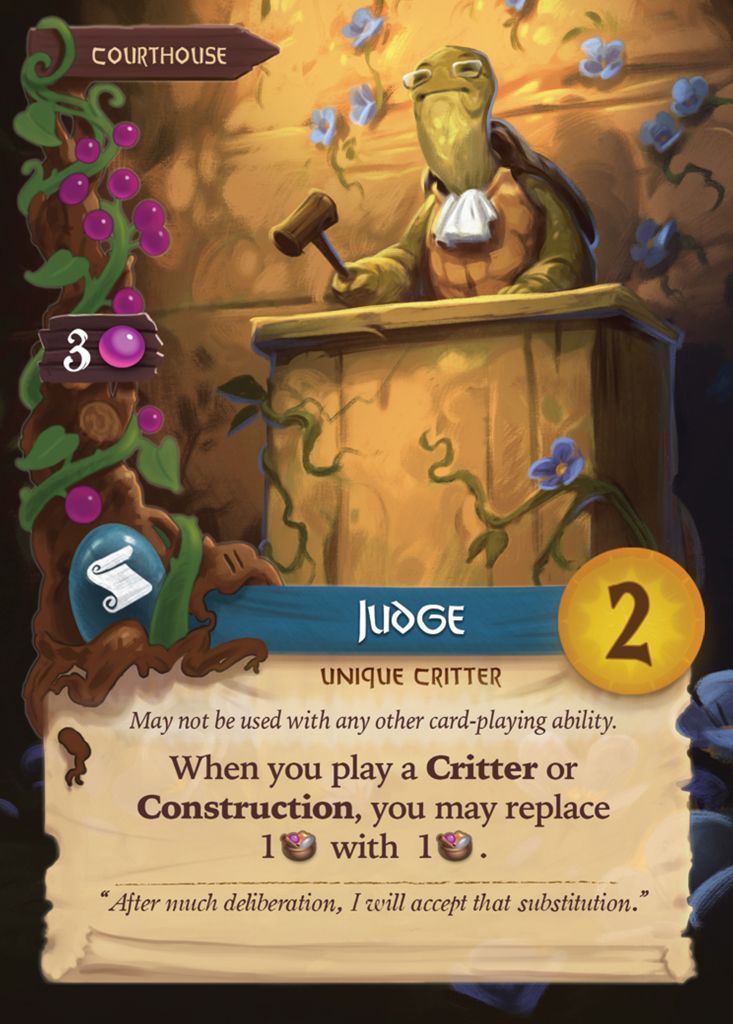 COURTHOUSE
3
JUDGE
2
UNIQUE CRITTER
May not be used with any other card-playing ability.
When you play a Critter or
Construction, you may replace
1 with 1 .
“After much deliberation, I will accept that substitution.”